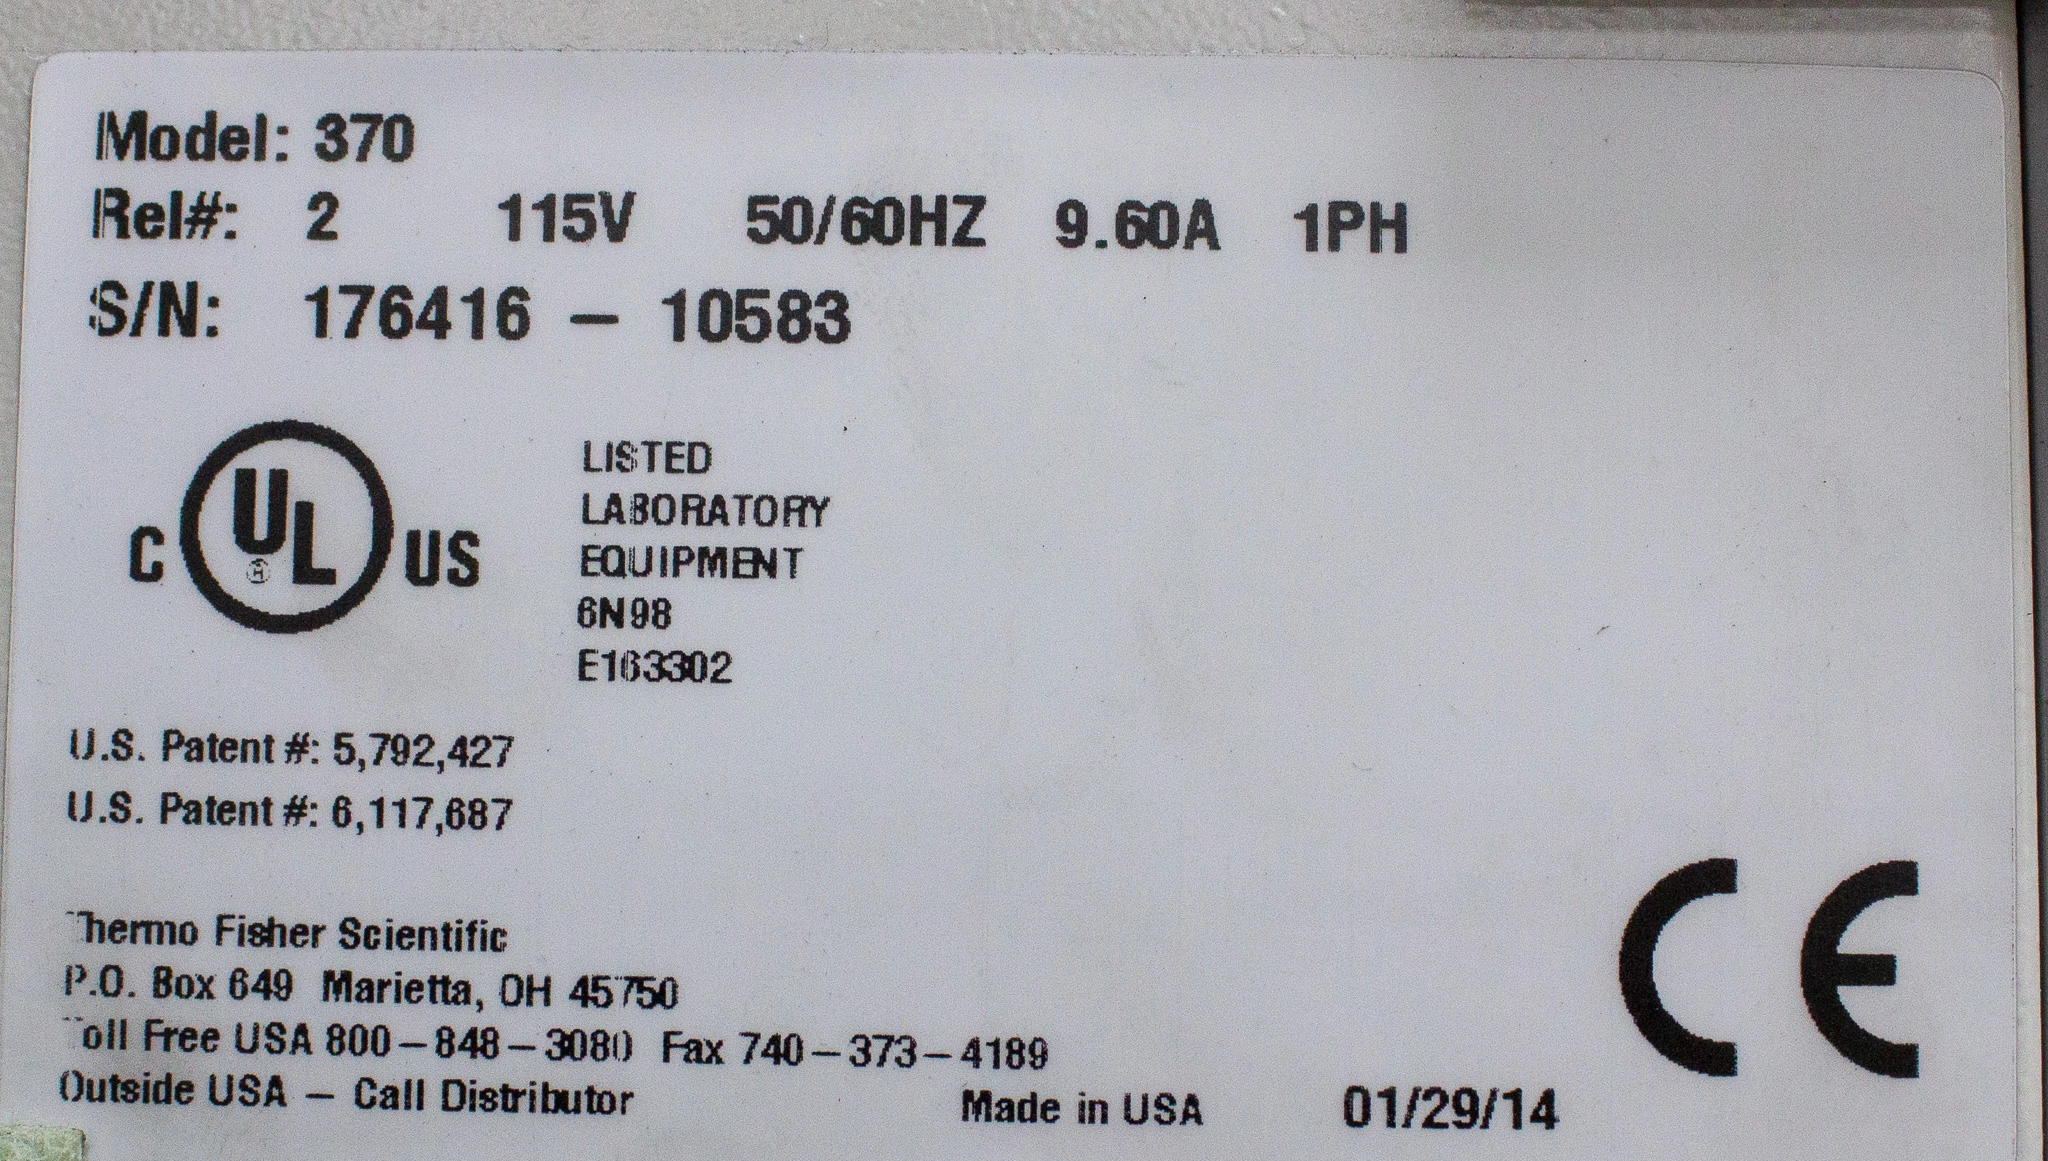 Model: 370
Rel#: 2 115V 50/60HZ 9.60A 1PH
S/N: 176416 – 10583
C UL US
®
LISTED
LABORATORY
EQUIPMENT
6N98
E163302
U.S. Patent #: 5,792,427
U.S. Patent #: 6,117,687
Thermo Fisher Scientific
P.O. Box 649 Marietta, OH 45750
Toll Free USA 800–848–3080 Fax 740–373–4189
Outside USA – Call Distributor
Made in USA 01/29/14
CE